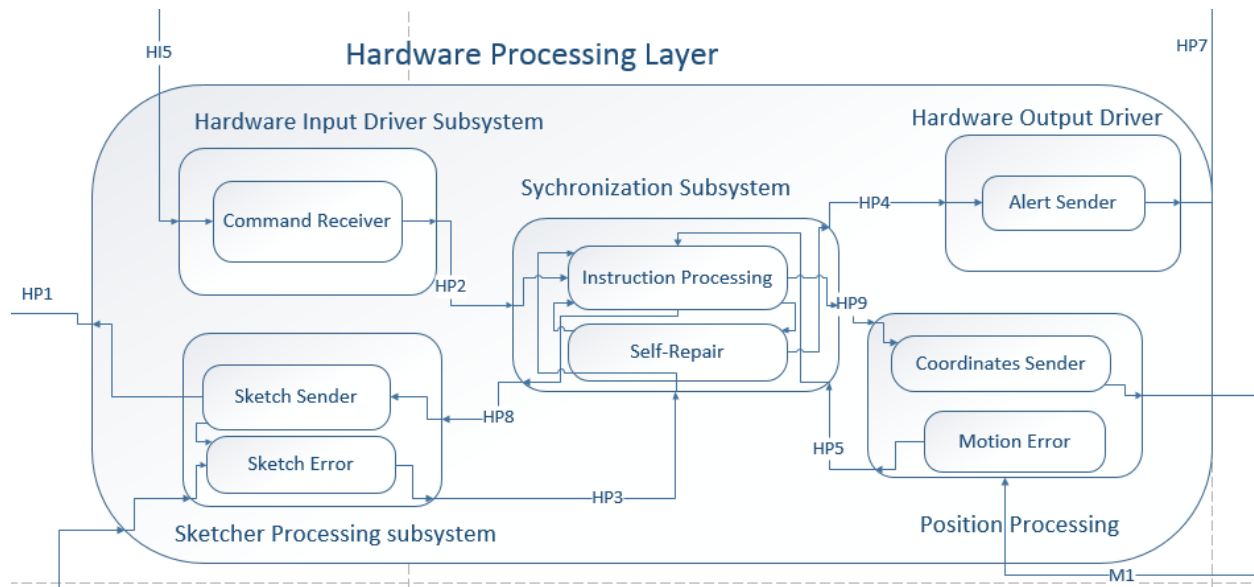 HI5
HP7
Hardware Processing Layer
Hardware Input Driver Subsystem
Hardware Output Driver
Sychronization Subsystem
Command Receiver
HP4
Alert Sender
Instruction Processing
HP2
HP1
HP9
Self-Repair
Coordinates Sender
Sketch Sender
HP8
HP5
Motion Error
Sketch Error
HP3
Sketcher Processing subsystem
Position Processing
M1